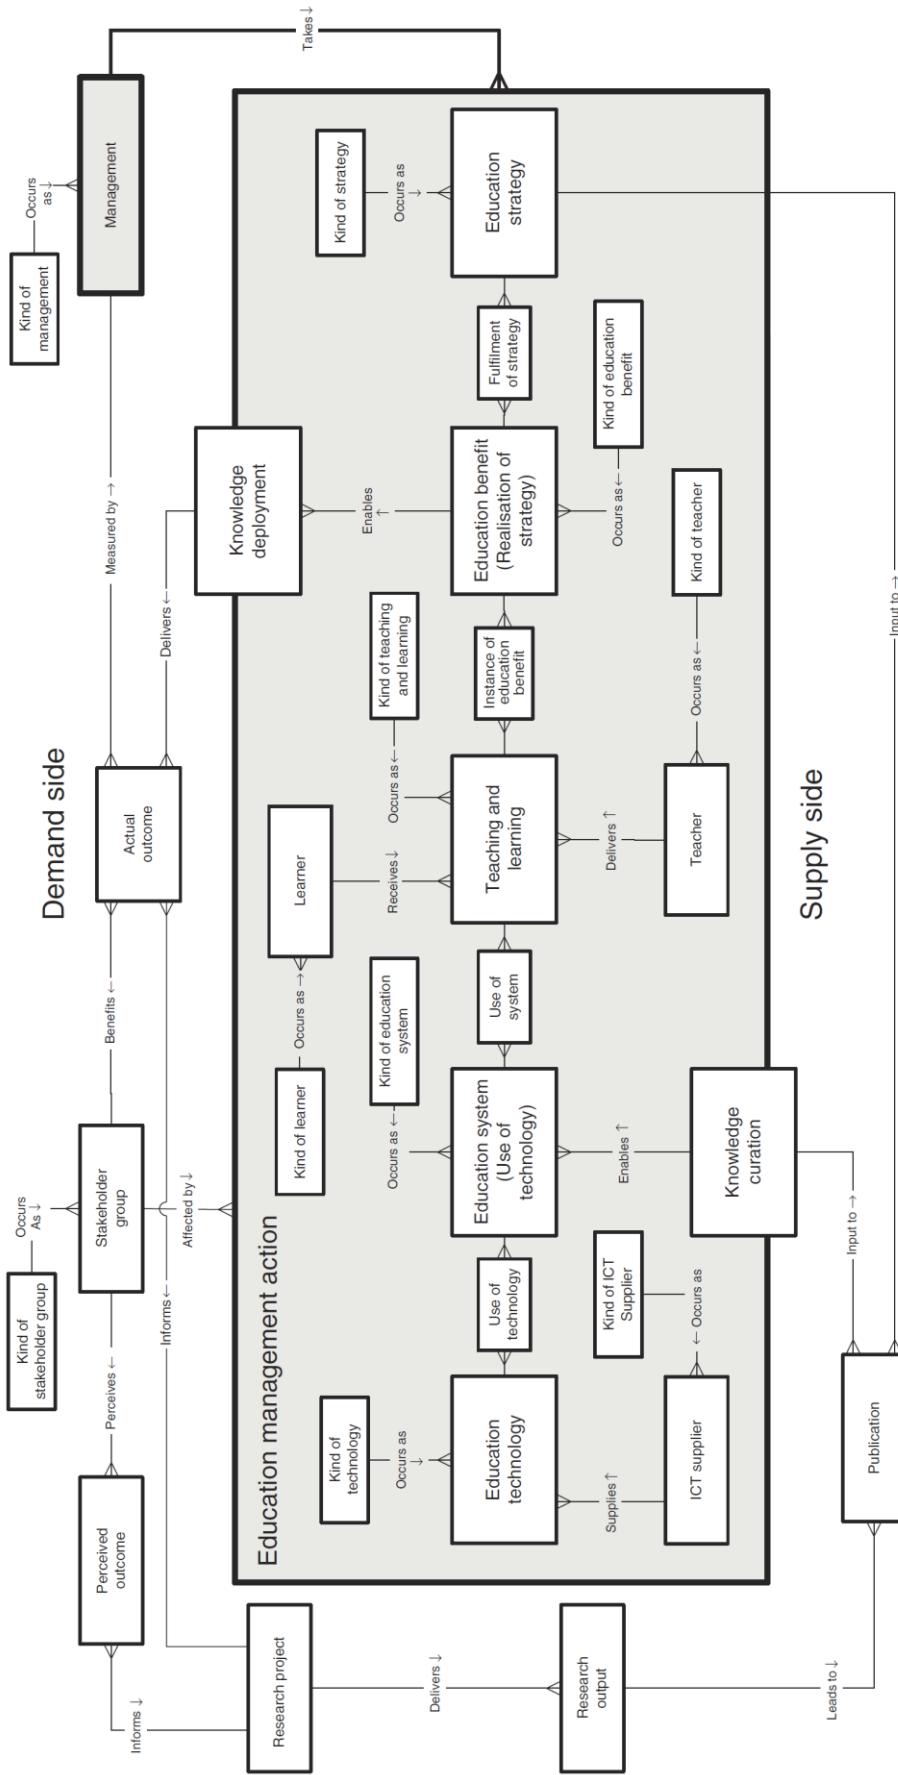 Demand side
Kind of
stakeholder group
Occurs
As ↓
Kind of
management
Occurs
as ↓
Perceived
outcome
Perceives ←
Stakeholder
group
Benefits ←
Actual
outcome
Measured by →
Management
Takes ↓
Informs ↓
Informs ←
Affected by ↓
Delivers ←
Research project
Delivers ↓
Research
output
Leads to ↓
Education management action
Knowledge
deployment
Enables
↑
Kind of learner
Occurs as →
Learner
Receives ↓
Kind of
technology
Occurs as
↓
Kind of education
system
Occurs as ←
Kind of teaching
and learning
Occurs as ←
Kind of strategy
Occurs as
↓
Education
technology
Use of
technology
Education system
(Use of
technology)
Use of
system
Teaching and
learning
Instance of
education
benefit
Education benefit
(Realisation of
strategy)
Fulfilment
of strategy
Education
strategy
Supplies ↑
Kind of ICT
Supplier
← Occurs as
ICT supplier
Enables ↑
Knowledge
curation
Delivers ↑
Teacher
Occurs as ←
Kind of teacher
Occurs as ←
Kind of education
benefit
Supply side
Input to →
Publication
Input to →